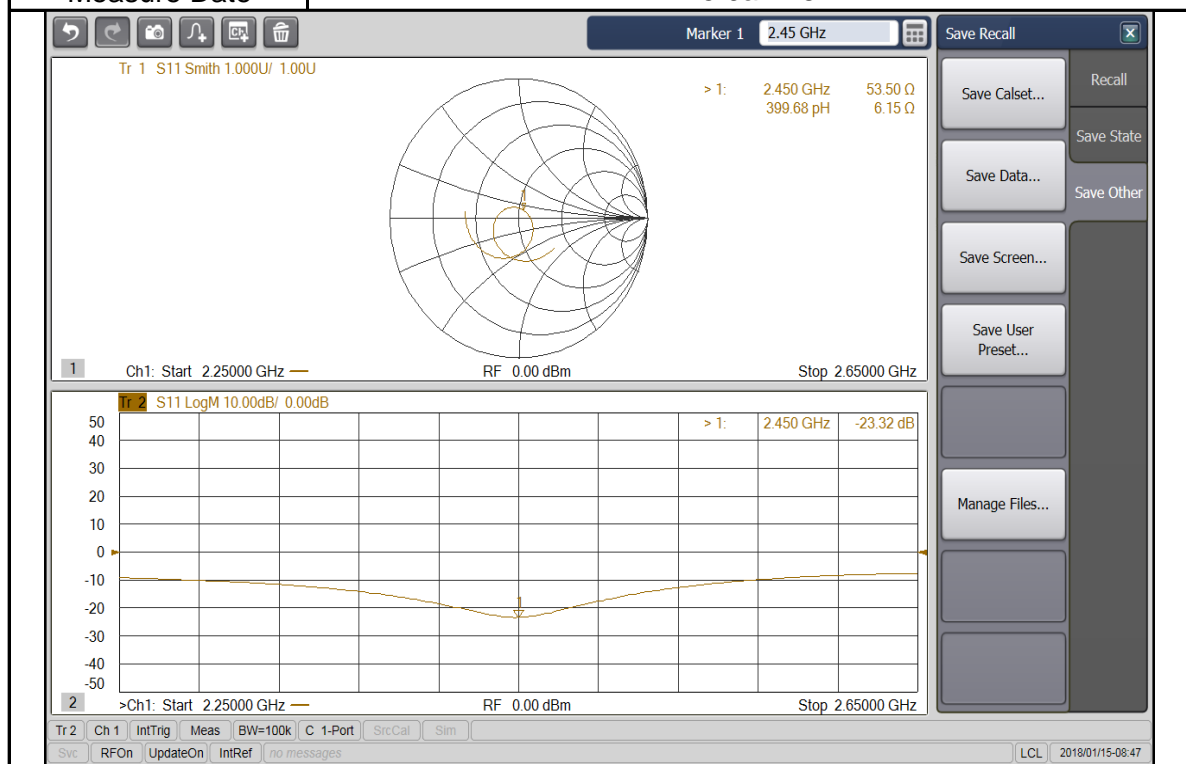 Measure Date
Marker 1 2.45 GHz
Save Recall
Tr 1 S11 Smith 1.000U/ 1.00U
> 1: 2.450 GHz 53.50 Ω
399.68 pH 6.15 Ω
1
1 Ch1: Start 2.25000 GHz — RF 0.00 dBm Stop 2.65000 GHz
Tr 2 S11 LogM 10.00dB/ 0.00dB
> 1: 2.450 GHz -23.32 dB
50
40
30
20
10
0
-10
-20
-30
-40
-50
1
2 >Ch1: Start 2.25000 GHz — RF 0.00 dBm Stop 2.65000 GHz
Save Calset...
Save Data...
Save Screen...
Save User
Preset...
Manage Files...
Recall
Save State
Save Other
Tr 2 Ch 1 IntTrig Meas BW=100k C 1-Port SrcCal Sim
Svc RFOn UpdateOn IntRef no messages LCL 2018/01/15-08:47